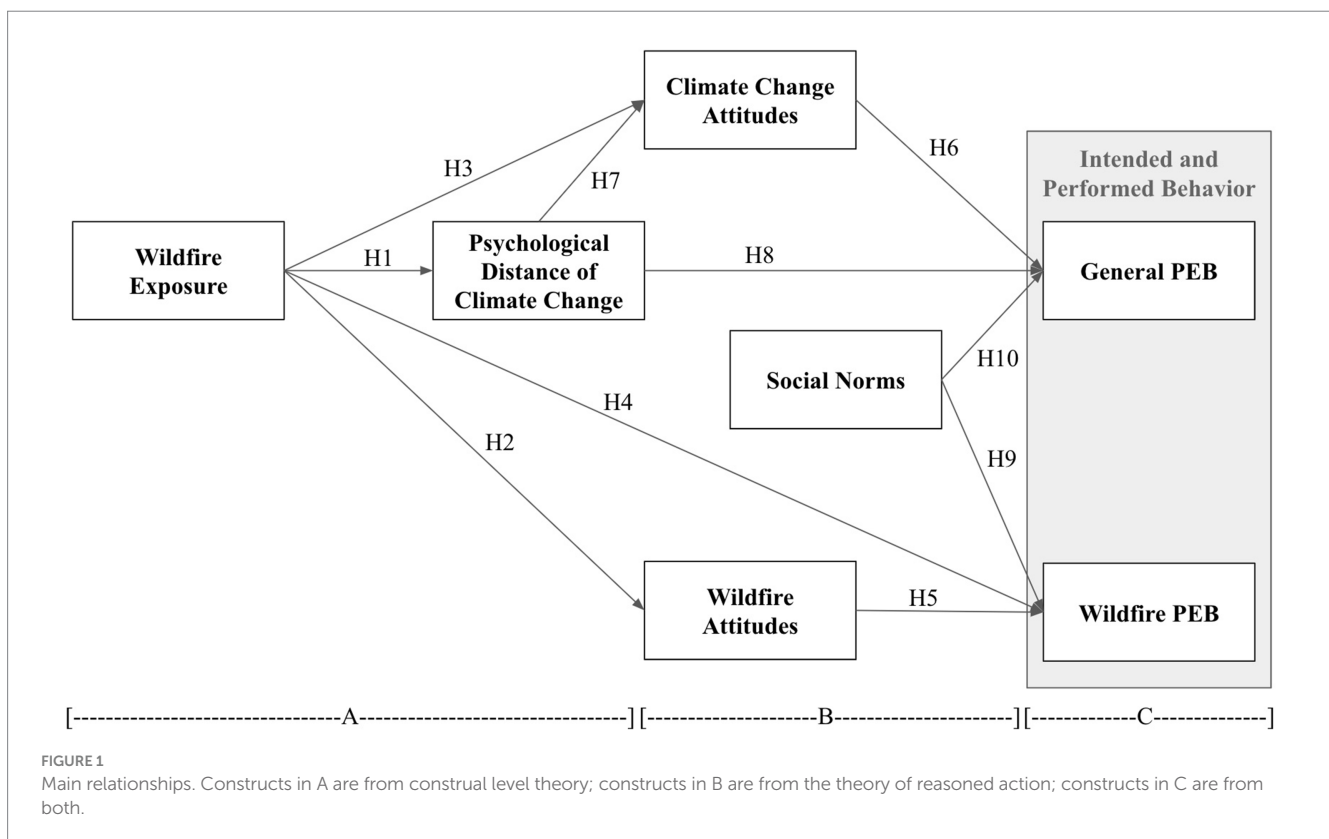 Climate Change
Attitudes
H3
H6
Intended and
Performed Behavior
H7
Wildfire
Exposure
H1
Psychological
Distance of
Climate Change
H8
General PEB
H10
Social Norms
H4
H2
H9
Wildfire
Attitudes
H5
Wildfire PEB
[---------------------------------A---------------------------------][---------------------B----------------------][-------------C--------------]
FIGURE 1
Main relationships. Constructs in A are from construal level theory; constructs in B are from the theory of reasoned action; constructs in C are from
both.